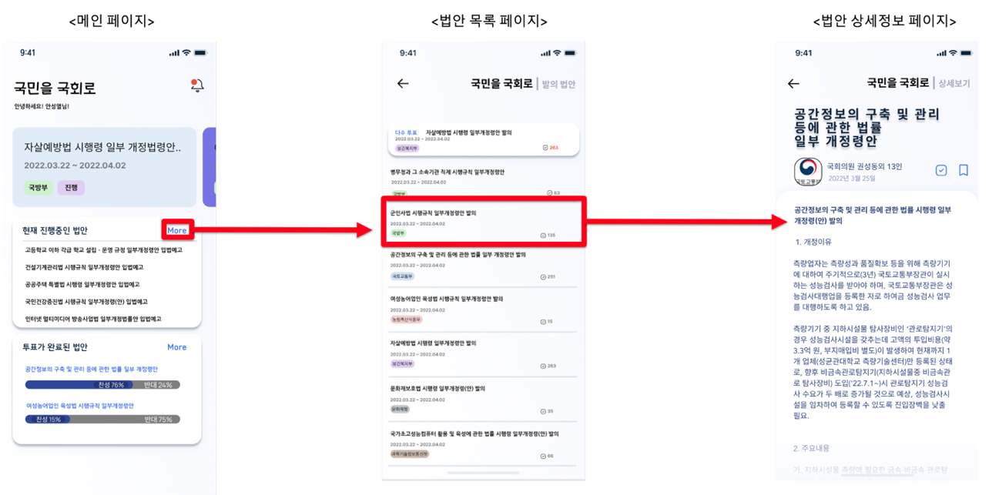 <메인 페이지>
9:41
국민을 국회로
안녕하세요! 안성열님!
자살예방법 시행령 일부 개정법령안..
2022.03.22 ~ 2022.04.02
국방부
진행
현재 진행중인 법안
More
고등학교 이하 각급 학교 설립 · 운영 규정 일부개정령안 입법예고
건설기계관리법 시행규칙 일부개정령안 입법예고
공공주택 특별법 시행령 일부개정령안 입법예고
국민건강증진법 시행규칙 일부개정령(안) 입법예고
인터넷 멀티미디어 방송사업법 일부개정법률안 입법예고
투표가 완료된 법안
More
공간정보의 구축 및 관리 등에 관한 법률 일부 개정령안
찬성 76%
반대 24%
여성농어업인 육성법 시행규칙 일부개정령안
찬성 15%
반대 75%
<법안 목록 페이지>
9:41
국민을 국회로 | 발의 법안
다수 투표 자살예방법 시행령 일부개정령안 발의
2022.03.22 ~ 2022.04.02
보건복지부
263
병무청과 그 소속기관 직제 시행규칙 일부개정령안
2022.03.22 ~ 2022.04.02
국방부
63
군인사법 시행규칙 일부개정령안 발의
2022.03.22 ~ 2022.04.02
국방부
135
공간정보의 구축 및 관리 등에 관한 법률 일부 개정령안 발의
2022.03.22 ~ 2022.04.02
국토교통부
251
여성농어업인 육성법 시행규칙 일부개정령안 발의
2022.03.22 ~ 2022.04.02
농림축산식품부
15
자살예방법 시행령 일부개정령안 발의
2022.03.22 ~ 2022.04.02
보건복지부
263
문화재보호법 시행령 일부개정령(안) 발의
2022.03.22 ~ 2022.04.02
문화재청
35
국가초고성능컴퓨터 활용 및 육성에 관한 법률 시행령 일부개정령(안) 발의
2022.03.22 ~ 2022.04.02
과학기술정보통신부
66
<법안 상세정보 페이지>
9:41
국민을 국회로 | 상세보기
공간정보의 구축 및 관리
등에 관한 법률
일부 개정령안
국토교통부
국회의원 권성동외 13인
2022년 3월 25일
공간정보의 구축 및 관리 등에 관한 법률 시행령 일부
개정령(안) 발의
1. 개정이유
측량업자는 측량성과 품질확보 등을 위해 측량기기
에 대하여 주기적으로(3년) 국토교통부장관이 실시
하는 성능검사를 받아야 하며, 국토교통부장관은 성
능검사대행업을 등록한 자로 하여금 성능검사 업무
를 대행하도록 하고 있음.
측량기기 중 지하시설물 탐사장비인 ‘관로탐지기’의
경우 성능검사시설을 갖추는데 고액의 투입비용(약
3.3억 원, 부지매입비 별도)이 발생하여 현재까지 1
개 업체(성균관대학교 측량기술센터)만 등록된 상태
로, 향후 비금속관로탐지기(지하시설물중 비금속관
로 탐사장비) 도입(’22.7.1~)시 관로탐지기 성능검
사 수요가 두 배로 증가될 것으로 예상, 성능검사시
설을 임차하여 등록할 수 있도록 진입장벽을 낮출
필요.
2. 주요내용
가. 지하시설물 측량에 필요한 금속·비금속 관로탐